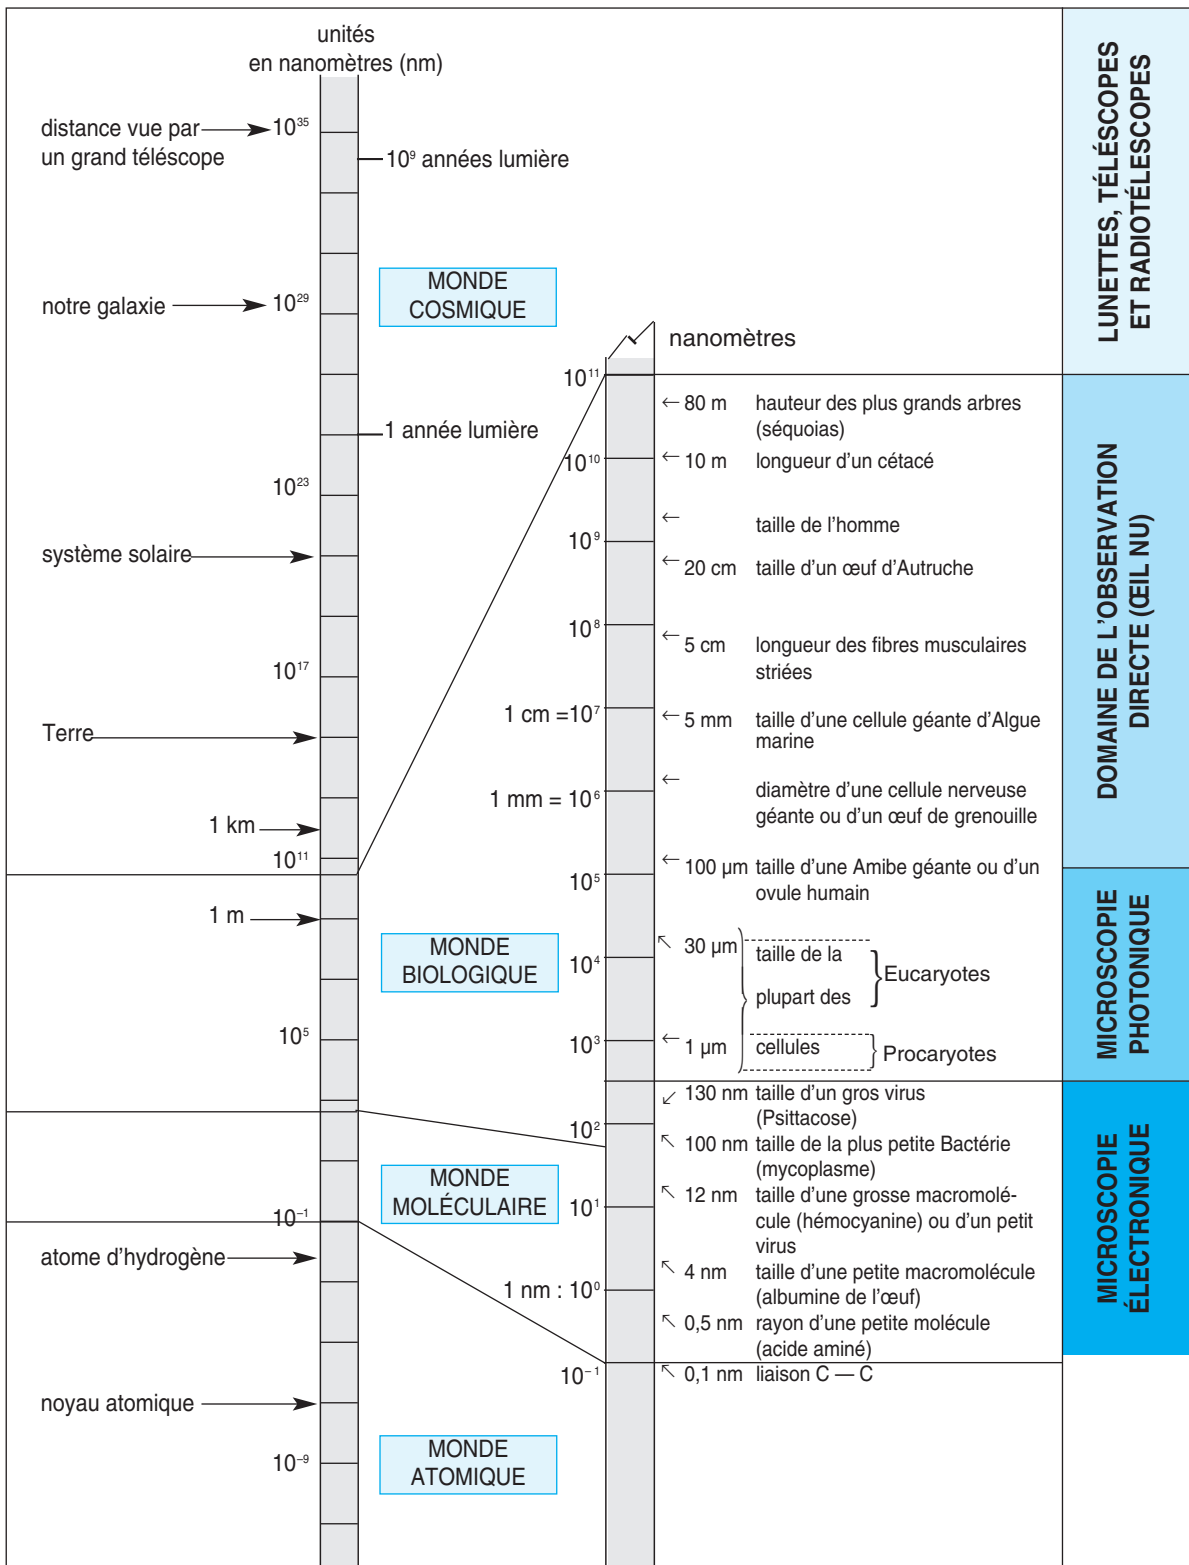 unités
en nanomètres (nm)
distance vue par
un grand téléscope
10³⁵
10⁹ années lumière
MONDE
COSMIQUE
notre galaxie
10²⁹
1 année lumière
10²³
système solaire
10¹⁷
Terre
1 km
10¹¹
1 m
MONDE
BIOLOGIQUE
10⁵
MONDE
MOLÉCULAIRE
10⁻¹
atome d'hydrogène
noyau atomique
10⁻⁹
MONDE
ATOMIQUE
nanomètres
10¹¹
← 80 m hauteur des plus grands arbres
(séquoias)
10¹⁰
← 10 m longueur d'un cétacé
← taille de l'homme
10⁹
← 20 cm taille d'un œuf d'Autruche
10⁸
← 5 cm longueur des fibres musculaires
striées
1 cm =10⁷
← 5 mm taille d'une cellule géante d'Algue
marine
1 mm = 10⁶
← diamètre d'une cellule nerveuse
géante ou d'un œuf de grenouille
10⁵
← 100 µm taille d'une Amibe géante ou d'un
ovule humain
↖ 30 µm taille de la
10⁴
plupart des
Eucaryotes
10³
← 1 µm cellules
Procaryotes
↙ 130 nm taille d'un gros virus
(Psittacose)
10²
↖ 100 nm taille de la plus petite Bactérie
(mycoplasme)
10¹
↖ 12 nm taille d'une grosse macromolé-
cule (hémocyanine) ou d'un petit
virus
1 nm : 10⁰
↖ 4 nm taille d'une petite macromolécule
(albumine de l'œuf)
↖ 0,5 nm rayon d'une petite molécule
(acide aminé)
10⁻¹
↖ 0,1 nm liaison C — C
LUNETTES, TÉLÉSCOPES
ET RADIOTÉLESCOPES
DOMAINE DE L'OBSERVATION
DIRECTE (ŒIL NU)
MICROSCOPIE
PHOTONIQUE
MICROSCOPIE
ÉLECTRONIQUE